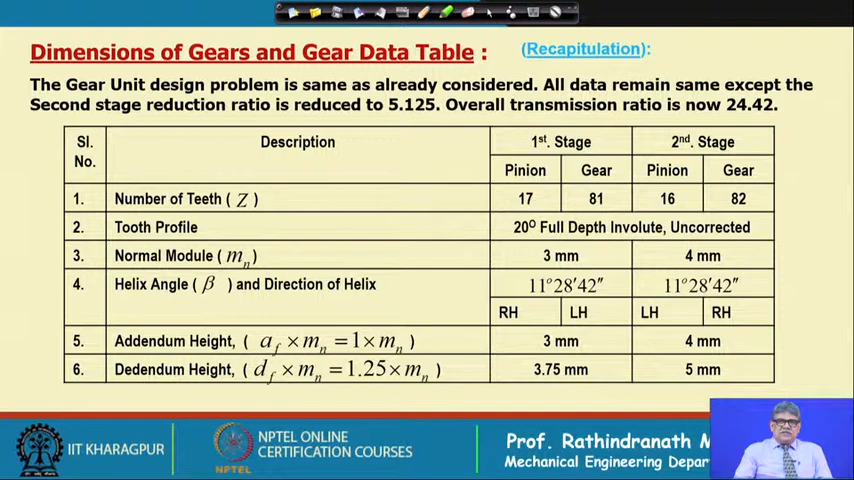 Dimensions of Gears and Gear Data Table :
(Recapitulation):
The Gear Unit design problem is same as already considered. All data remain same except the
Second stage reduction ratio is reduced to 5.125. Overall transmission ratio is now 24.42.
Sl. No. Description 1st. Stage 2nd. Stage
Pinion Gear Pinion Gear
1. Number of Teeth ( Z ) 17 81 16 82
2. Tooth Profile 20O Full Depth Involute, Uncorrected
3. Normal Module ( mn ) 3 mm 4 mm
4. Helix Angle ( β ) and Direction of Helix 11°28′42″ 11°28′42″
RH LH LH RH
5. Addendum Height, ( af × mn = 1 × mn ) 3 mm 4 mm
6. Dedendum Height, ( df × mn = 1.25 × mn ) 3.75 mm 5 mm
IIT KHARAGPUR
NPTEL
NPTEL ONLINE
CERTIFICATION COURSES
Prof. Rathindranath M
Mechanical Engineering Depar